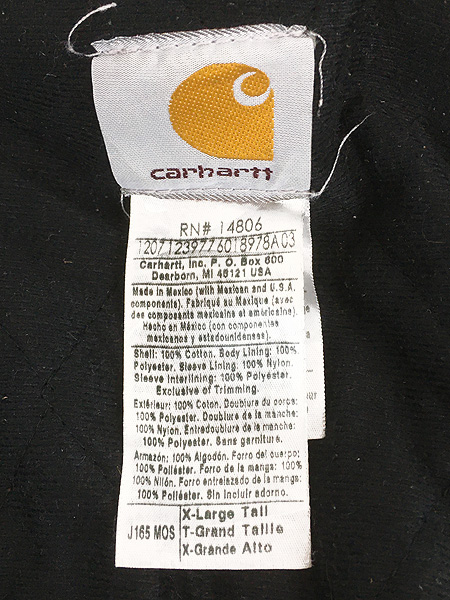 carhartt
RN# 14806
12071239776018978AC3
Carhartt, Inc. P. O. Box 600
Dearborn, MI 48121 USA
Made in Mexico (with Mexican and U.S.A.
components). Fabriqué au Mexique (avec
des composants mexicains et américains).
Hecho en México (con componentes
mexicanos y estadounidenses).
Shell: 100% Cotton. Body Lining: 100%
Polyester. Sleeve Lining: 100% Nylon.
Sleeve Interlining: 100% Polyester.
Exclusive of Trimming.
Extérieur: 100% Coton. Doublure du corps:
100% Polyester. Doublure de la manche:
100% Nylon. Entredoublure de la manche:
100% Polyester. Sans garniture.
Armazón: 100% Algodón. Forro del cuerpo:
100% Poliéster. Forro de la manga: 100%
100% Nilón. Forro entrelazado de la manga:
100% Poliéster. Sin incluir adorno.
J165 MOS
X-Large Tall
T-Grand Taille
X-Grande Alto